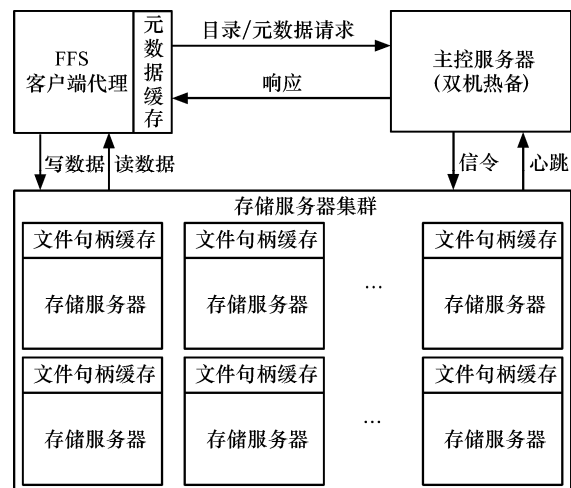 FFS
客户端代理
元数据缓存
目录/元数据请求
响应
主控服务器
(双机热备)
写数据
读数据
信令
心跳
存储服务器集群
文件句柄缓存
文件句柄缓存
…
文件句柄缓存
存储服务器
存储服务器
存储服务器
文件句柄缓存
文件句柄缓存
…
文件句柄缓存
存储服务器
存储服务器
存储服务器